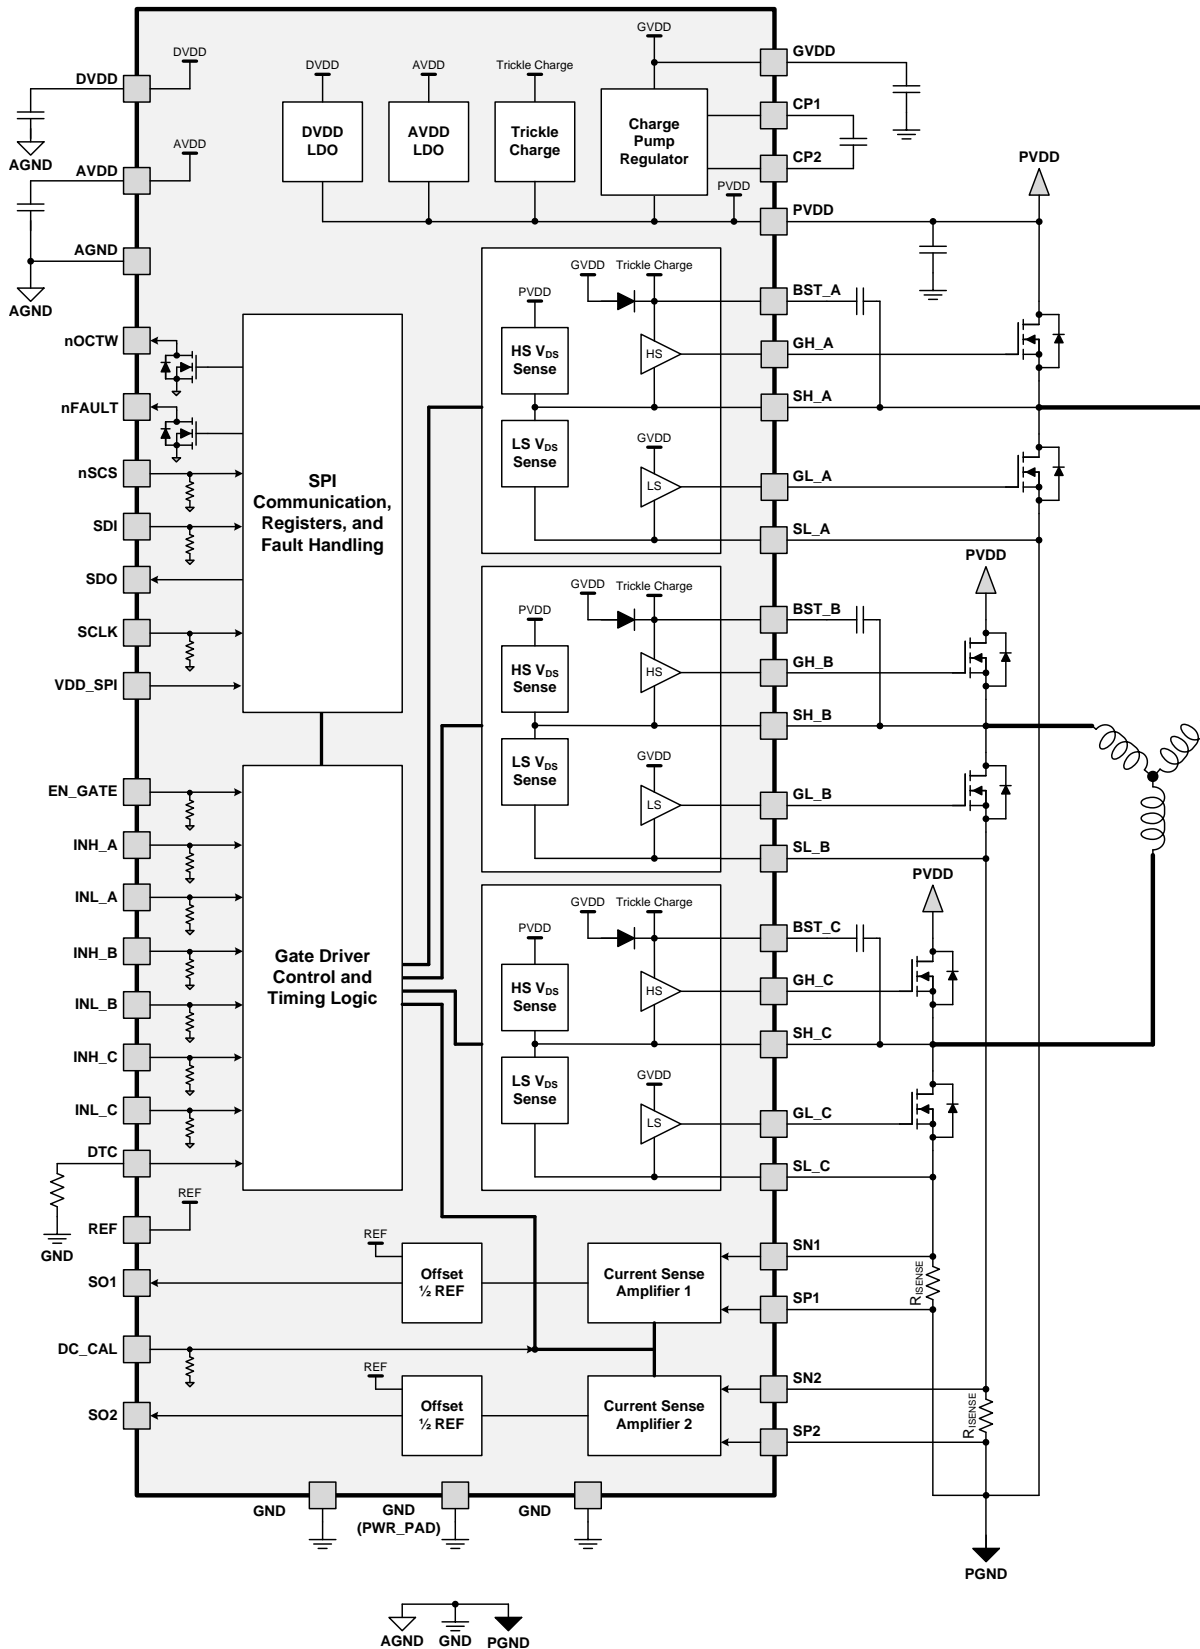 GVDD
GVDD
DVDD
DVDD
DVDD
AVDD
Trickle Charge
CP1
DVDD
LDO
AVDD
LDO
Trickle
Charge
Charge
Pump
Regulator
AGND
AVDD
CP2
AVDD
PVDD
PVDD
PVDD
AGND
AGND
GVDD
Trickle Charge
PVDD
BST_A
nOCTW
HS VDS
Sense
HS
GH_A
nFAULT
SH_A
LS VDS
Sense
GVDD
LS
GL_A
nSCS
SPI
Communication,
Registers, and
Fault Handling
SDI
SL_A
SDO
PVDD
GVDD
Trickle Charge
PVDD
BST_B
SCLK
HS VDS
Sense
HS
GH_B
VDD_SPI
SH_B
LS VDS
Sense
GVDD
LS
GL_B
EN_GATE
INH_A
SL_B
PVDD
INL_A
GVDD
Trickle Charge
PVDD
BST_C
INH_B
Gate Driver
Control and
Timing Logic
HS VDS
Sense
HS
GH_C
INL_B
SH_C
INH_C
LS VDS
Sense
GVDD
LS
GL_C
INL_C
DTC
SL_C
REF
REF
GND
REF
SN1
SO1
Offset
½ REF
Current Sense
Amplifier 1
RISENSE
SP1
DC_CAL
REF
SN2
SO2
Offset
½ REF
Current Sense
Amplifier 2
RISENSE
SP2
GND
GND
(PWR_PAD)
GND
PGND
AGND
GND
PGND